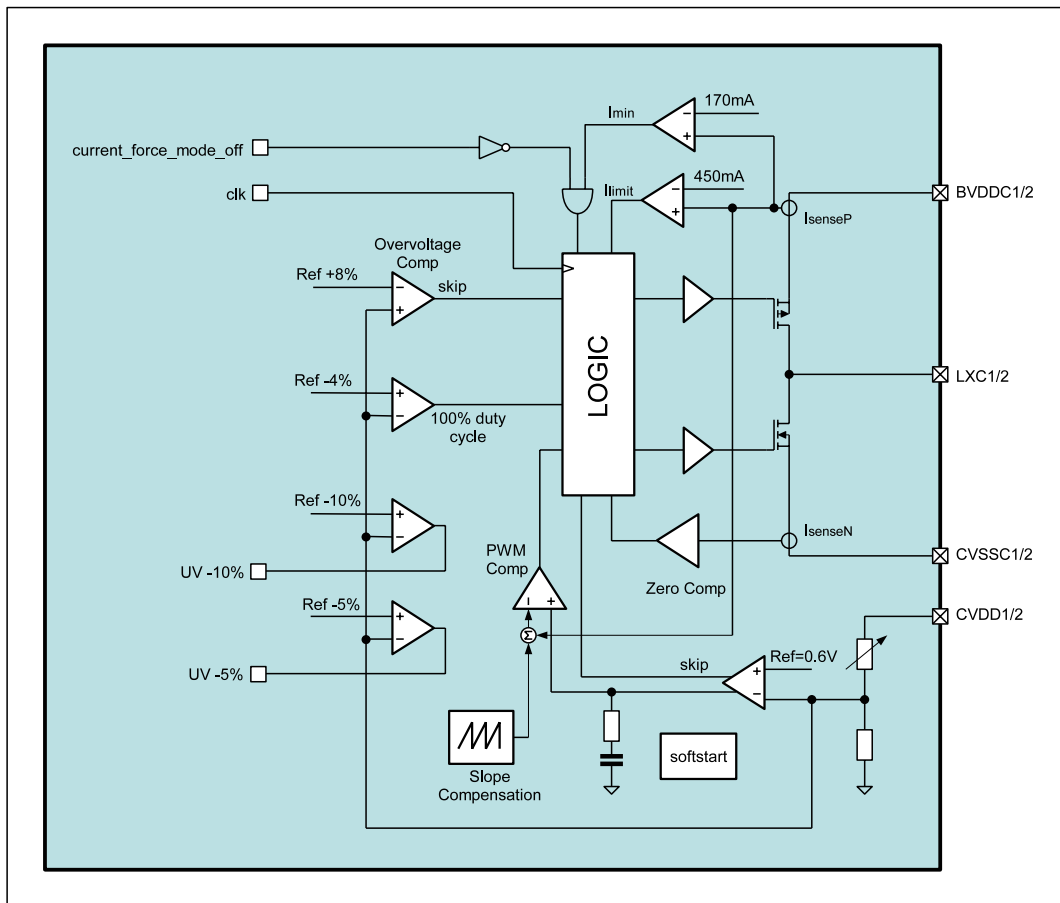 170mA
Imin
current_force_mode_off
450mA
clk
Ilimit
BVDDC1/2
IsenseP
Overvoltage
Comp
Ref +8%
skip
LOGIC
Ref -4%
LXC1/2
100% duty
cycle
Ref -10%
IsenseN
PWM
Comp
CVSSC1/2
UV -10%
Zero Comp
Ref -5%
CVDD1/2
Σ
Ref=0.6V
skip
UV -5%
softstart
Slope
Compensation